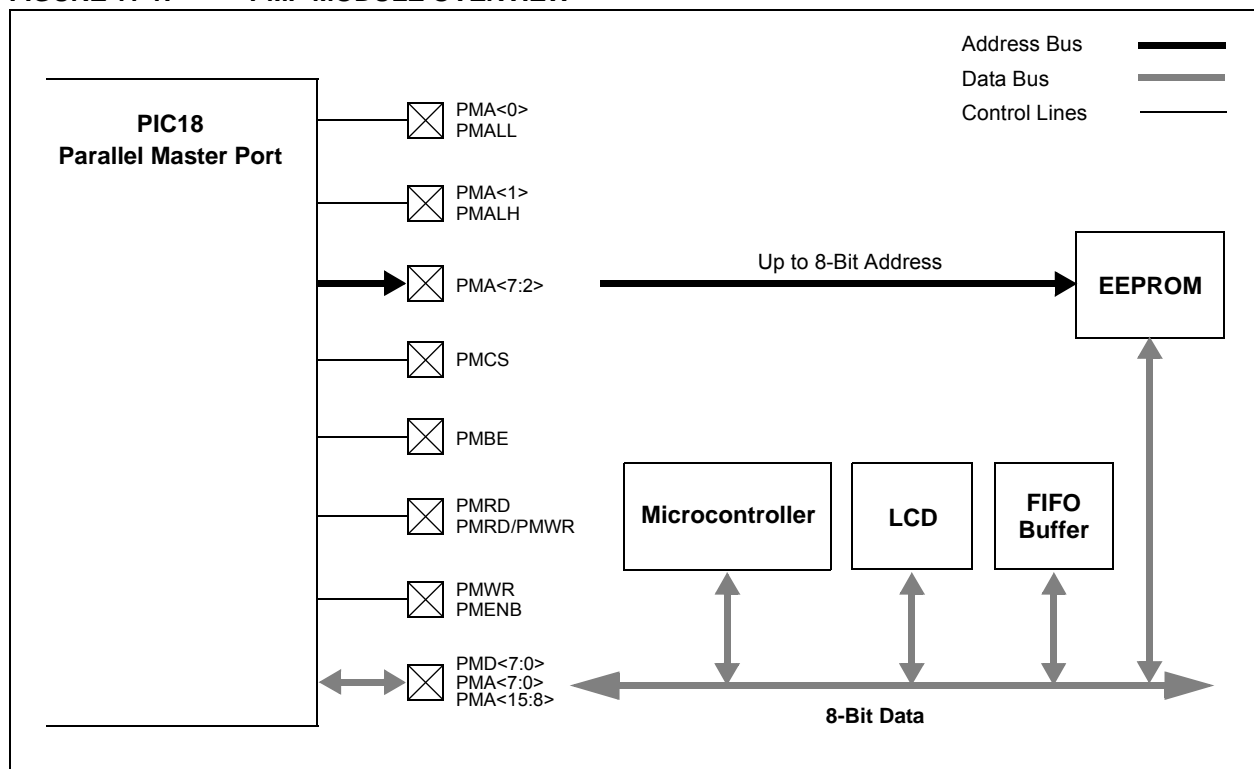 Address Bus
Data Bus
Control Lines
PIC18
Parallel Master Port
PMA<0>
PMALL
PMA<1>
PMALH
PMA<7:2>
Up to 8-Bit Address
EEPROM
PMCS
PMBE
PMRD
PMRD/PMWR
Microcontroller
LCD
FIFO
Buffer
PMWR
PMENB
PMD<7:0>
PMA<7:0>
PMA<15:8>
8-Bit Data